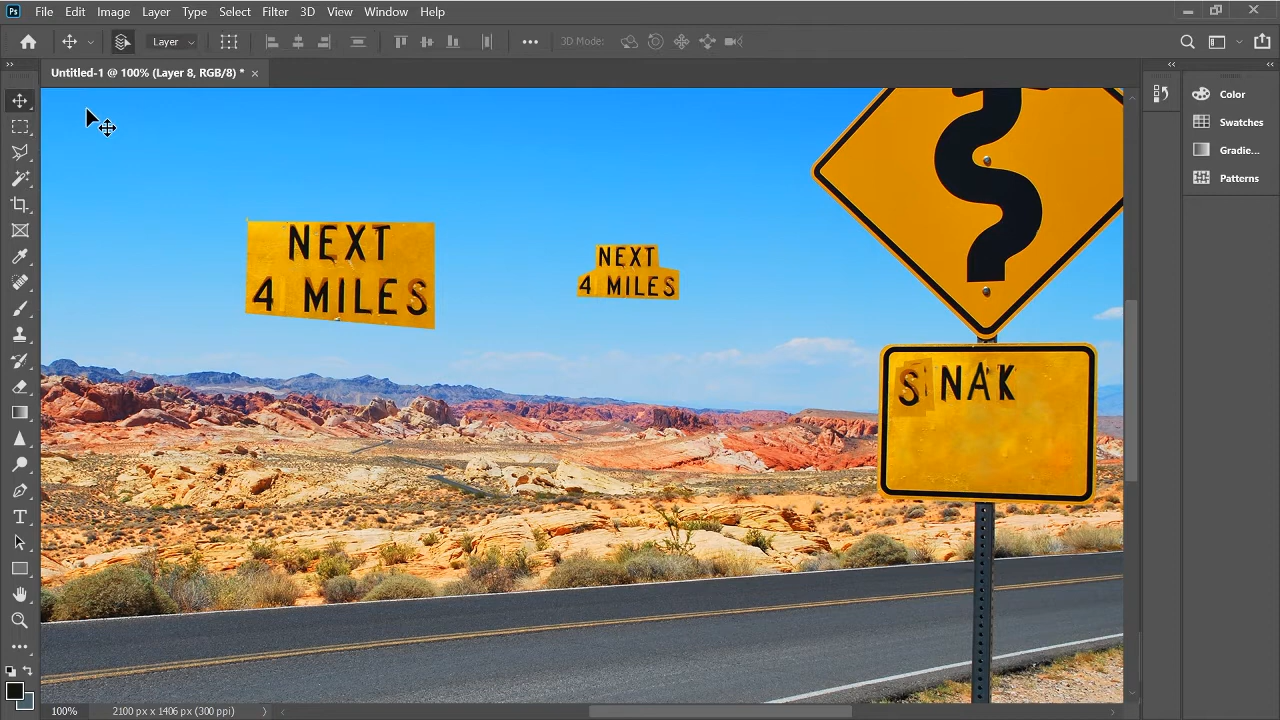 Ps File Edit Image Layer Type Select Filter 3D View Window Help
Layer 3D Mode:
Untitled-1 @ 100% (Layer 8, RGB/8) * ×
Color
Swatches
Gradie...
Patterns
NEXT
4 MILES
NEXT
4 MILES
SNAK
100% 2100 px x 1406 px (300 ppi)